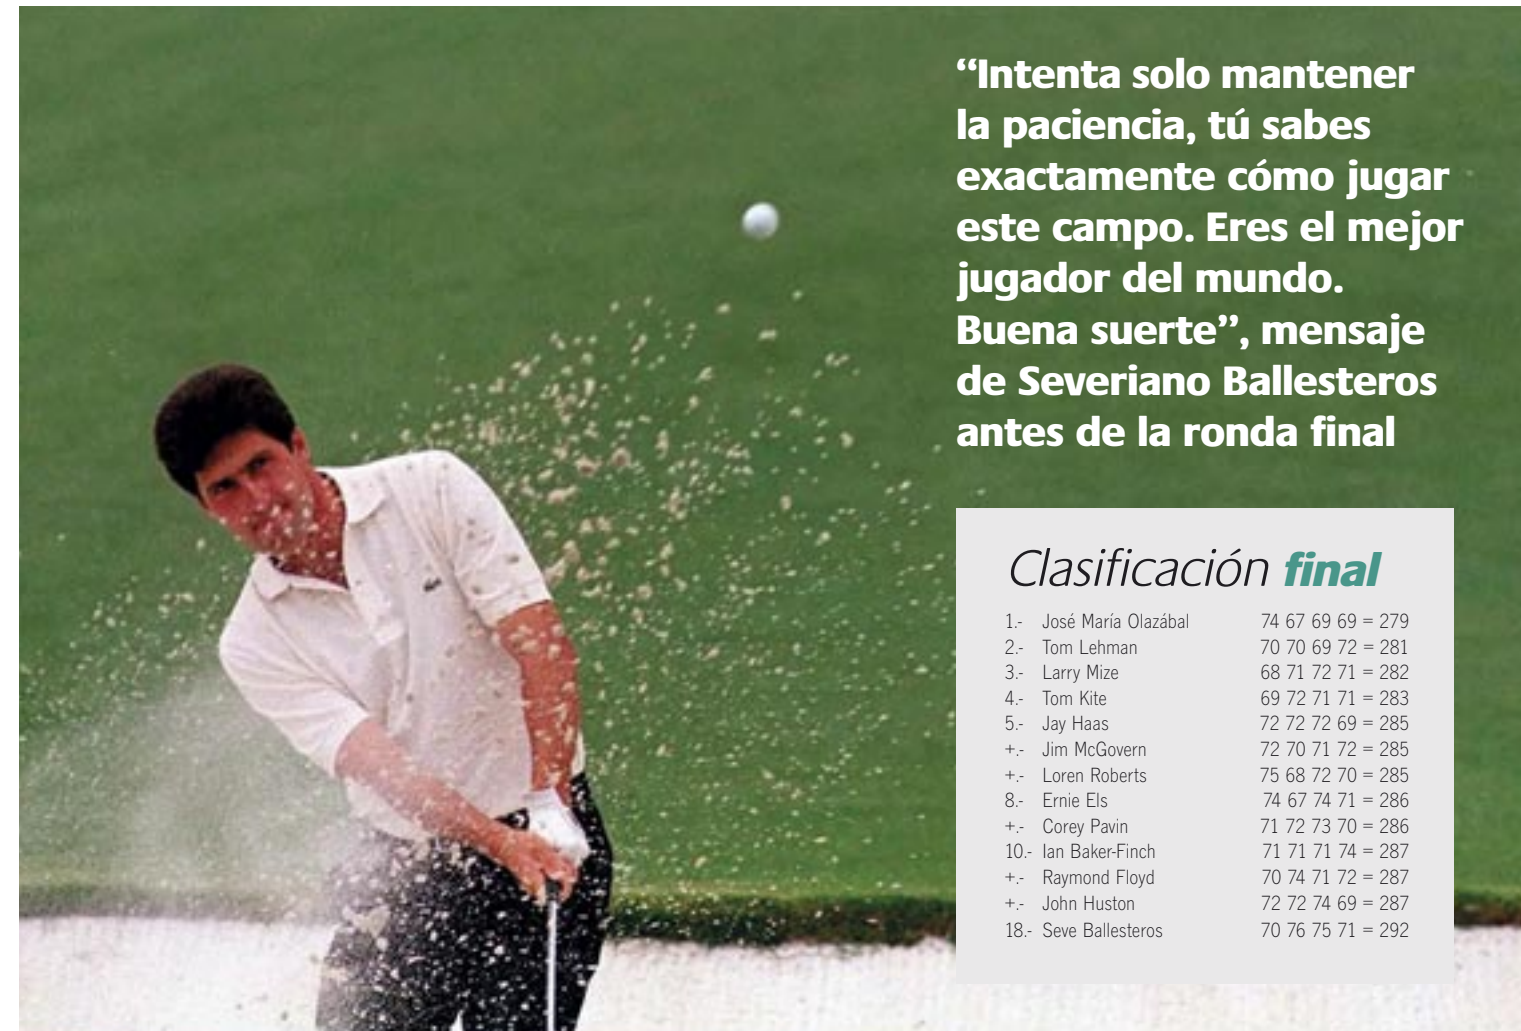 “Intenta solo mantener
la paciencia, tú sabes
exactamente cómo jugar
este campo. Eres el mejor
jugador del mundo.
Buena suerte”, mensaje
de Severiano Ballesteros
antes de la ronda final
Clasificación final
1.- José María Olazábal 74 67 69 69 = 279
2.- Tom Lehman 70 70 69 72 = 281
3.- Larry Mize 68 71 72 71 = 282
4.- Tom Kite 69 72 71 71 = 283
5.- Jay Haas 72 72 72 69 = 285
+.- Jim McGovern 72 70 71 72 = 285
+.- Loren Roberts 75 68 72 70 = 285
8.- Ernie Els 74 67 74 71 = 286
+.- Corey Pavin 71 72 73 70 = 286
10.- Ian Baker-Finch 71 71 71 74 = 287
+.- Raymond Floyd 70 74 71 72 = 287
+.- John Huston 72 72 74 69 = 287
18.- Seve Ballesteros 70 76 75 71 = 292